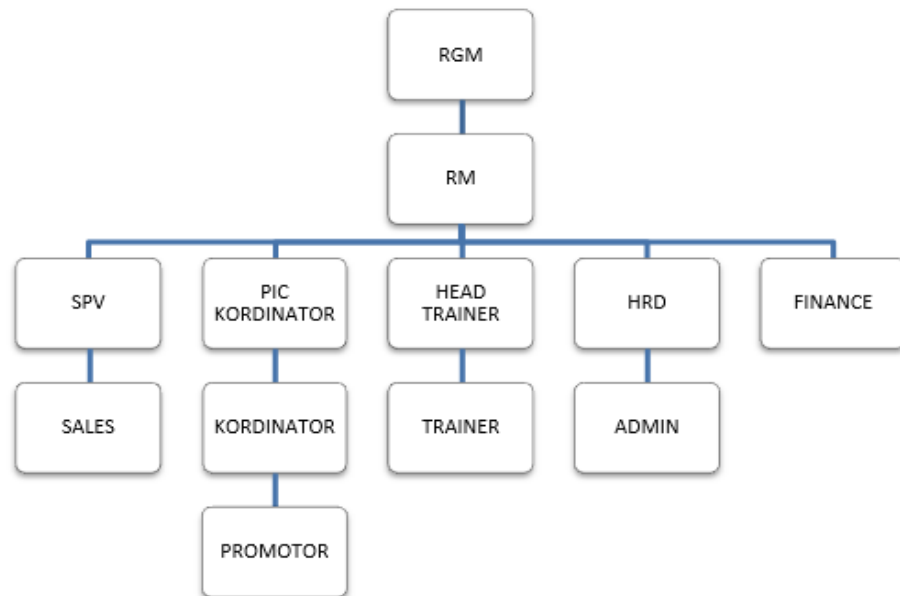 RGM
RM
SPV
PIC
KORDINATOR
HEAD
TRAINER
HRD
FINANCE
SALES
KORDINATOR
TRAINER
ADMIN
PROMOTOR